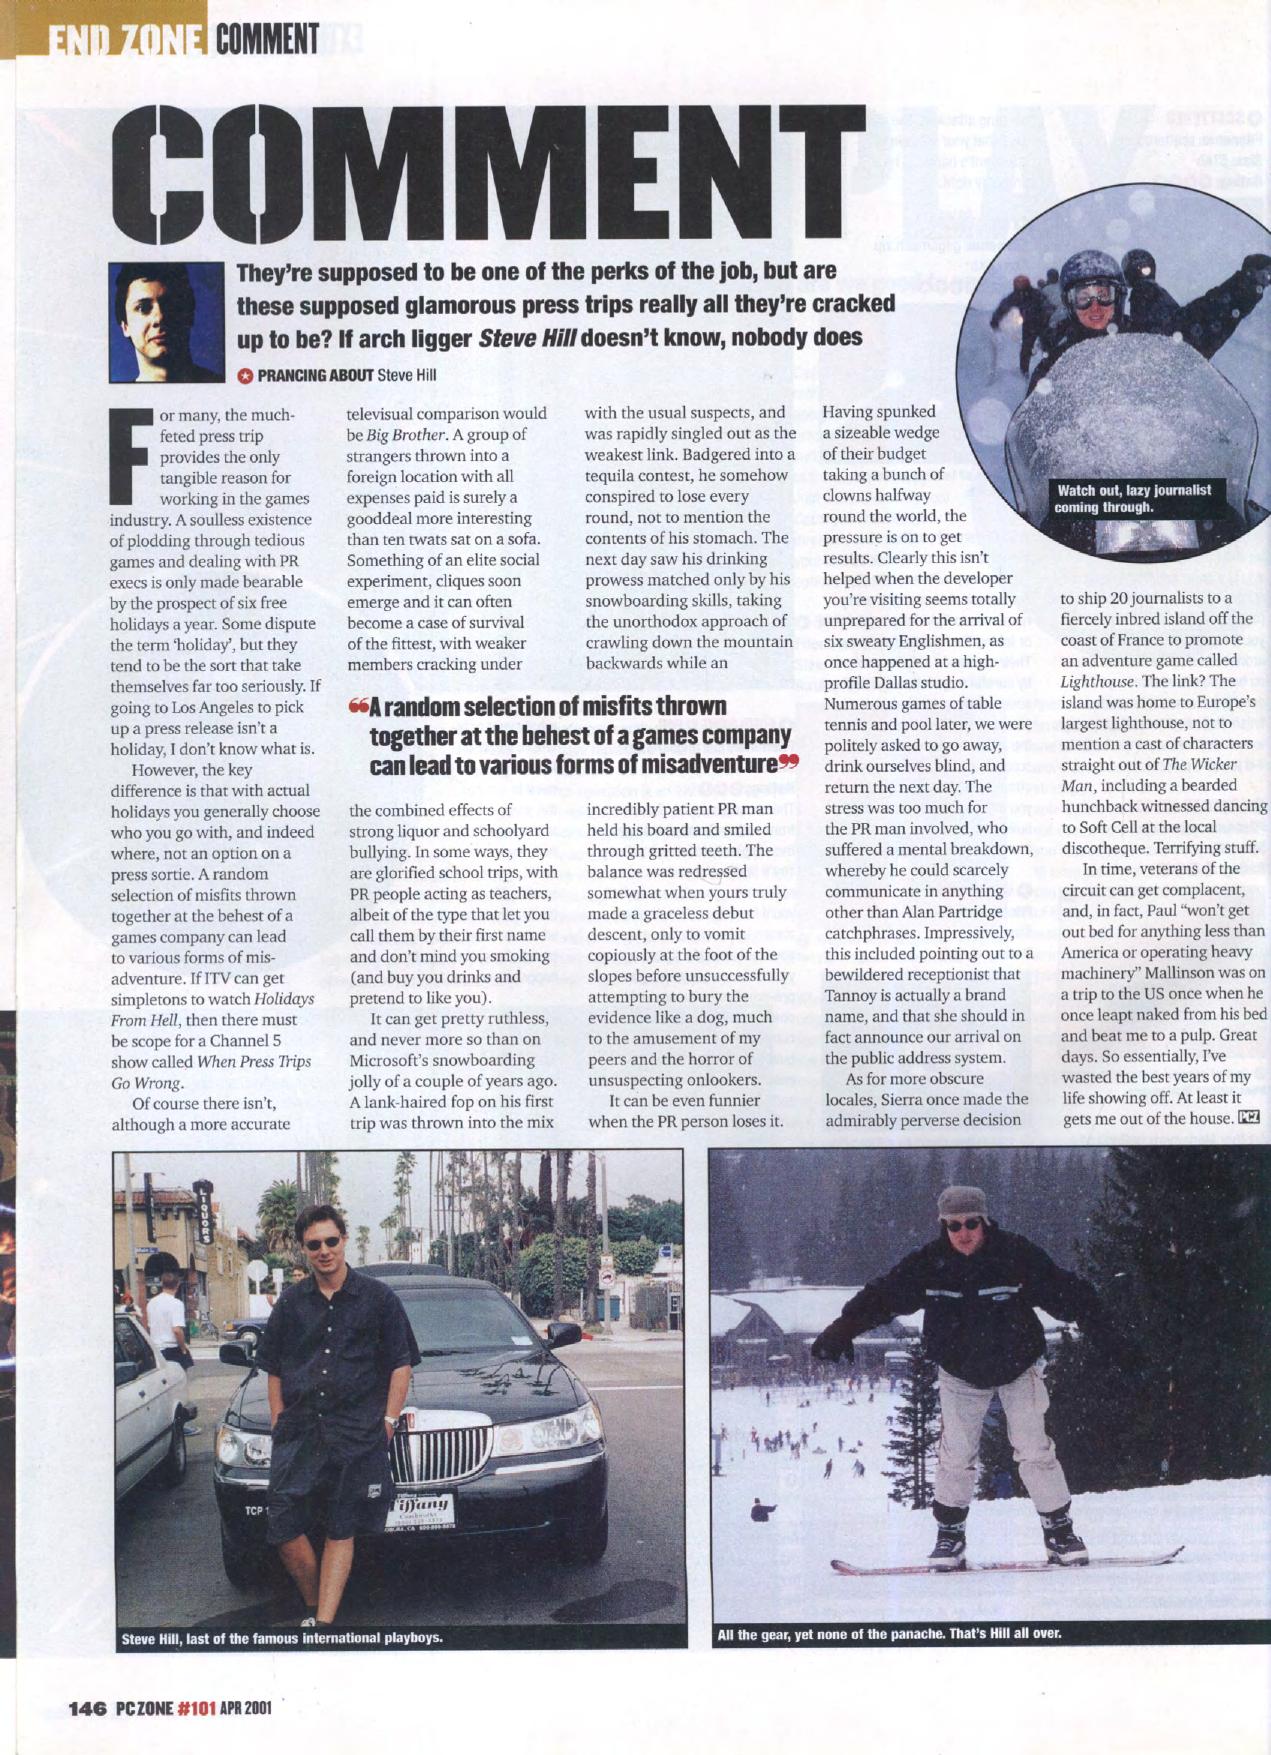 END ZONE COMMENT
COMMENT
They're supposed to be one of the perks of the job, but are
these supposed glamorous press trips really all they're cracked
up to be? If arch ligger Steve Hill doesn't know, nobody does
PRANCING ABOUT Steve Hill
For many, the much-
feted press trip
provides the only
tangible reason for
working in the games
industry. A soulless existence
of plodding through tedious
games and dealing with PR
execs is only made bearable
by the prospect of six free
holidays a year. Some dispute
the term 'holiday', but they
tend to be the sort that take
themselves far too seriously. If
going to Los Angeles to pick
up a press release isn't a
holiday, I don't know what is.
However, the key
difference is that with actual
holidays you generally choose
who you go with, and indeed
where, not an option on a
press sortie. A random
selection of misfits thrown
together at the behest of a
games company can lead
to various forms of mis-
adventure. If ITV can get
simpletons to watch Holidays
From Hell, then there must
be scope for a Channel 5
show called When Press Trips
Go Wrong.
Of course there isn't,
although a more accurate
televisual comparison would
be Big Brother. A group of
strangers thrown into a
foreign location with all
expenses paid is surely a
gooddeal more interesting
than ten twats sat on a sofa.
Something of an elite social
experiment, cliques soon
emerge and it can often
become a case of survival
of the fittest, with weaker
members cracking under
“A random selection of misfits thrown
together at the behest of a games company
can lead to various forms of misadventure”
the combined effects of
strong liquor and schoolyard
bullying. In some ways, they
are glorified school trips, with
PR people acting as teachers,
albeit of the type that let you
call them by their first name
and don't mind you smoking
(and buy you drinks and
pretend to like you).
It can get pretty ruthless,
and never more so than on
Microsoft's snowboarding
jolly of a couple of years ago.
A lank-haired fop on his first
trip was thrown into the mix
with the usual suspects, and
was rapidly singled out as the
weakest link. Badgered into a
tequila contest, he somehow
conspired to lose every
round, not to mention the
contents of his stomach. The
next day saw his drinking
prowess matched only by his
snowboarding skills, taking
the unorthodox approach of
crawling down the mountain
backwards while an
incredibly patient PR man
held his board and smiled
through gritted teeth. The
balance was redressed
somewhat when yours truly
made a graceless debut
descent, only to vomit
copiously at the foot of the
slopes before unsuccessfully
attempting to bury the
evidence like a dog, much
to the amusement of my
peers and the horror of
unsuspecting onlookers.
It can be even funnier
when the PR person loses it.
Having spunked
a sizeable wedge
of their budget
taking a bunch of
clowns halfway
round the world, the
pressure is on to get
results. Clearly this isn't
helped when the developer
you're visiting seems totally
unprepared for the arrival of
six sweaty Englishmen, as
once happened at a high-
profile Dallas studio.
Numerous games of table
tennis and pool later, we were
politely asked to go away,
drink ourselves blind, and
return the next day. The
stress was too much for
the PR man involved, who
suffered a mental breakdown,
whereby he could scarcely
communicate in anything
other than Alan Partridge
catchphrases. Impressively,
this included pointing out to a
bewildered receptionist that
Tannoy is actually a brand
name, and that she should in
fact announce our arrival on
the public address system.
As for more obscure
locales, Sierra once made the
admirably perverse decision
Watch out, lazy journalist
coming through.
to ship 20 journalists to a
fiercely inbred island off the
coast of France to promote
an adventure game called
Lighthouse. The link? The
island was home to Europe's
largest lighthouse, not to
mention a cast of characters
straight out of The Wicker
Man, including a bearded
hunchback witnessed dancing
to Soft Cell at the local
discotheque. Terrifying stuff.
In time, veterans of the
circuit can get complacent,
and, in fact, Paul “won't get
out bed for anything less than
America or operating heavy
machinery” Mallinson was on
a trip to the US once when he
once leapt naked from his bed
and beat me to a pulp. Great
days. So essentially, I've
wasted the best years of my
life showing off. At least it
gets me out of the house. PCZ
LIQUORS
TCP 1
Tiffany
Steve Hill, last of the famous international playboys.
All the gear, yet none of the panache. That's Hill all over.
146 PCZONE #101 APR 2001